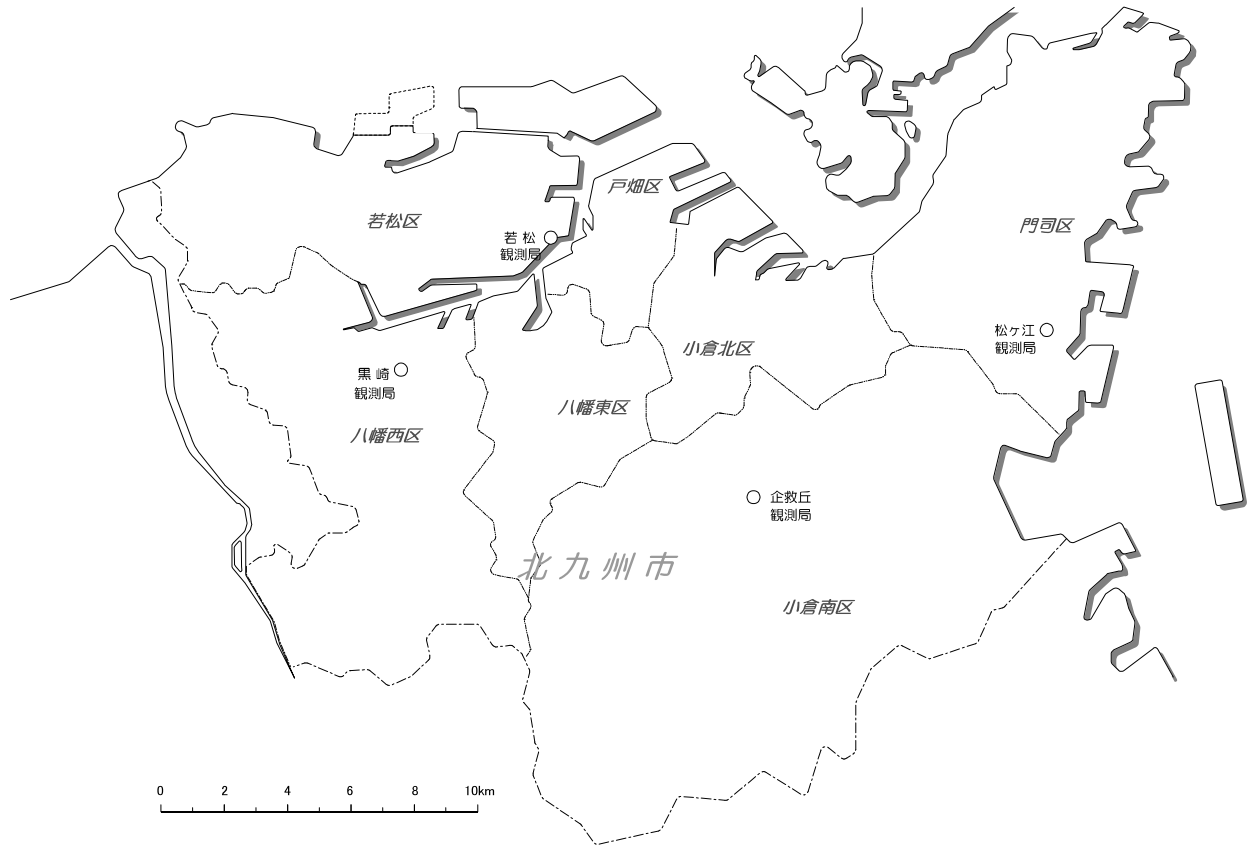 戸畑区
若松区
門司区
若松
観測局
松ヶ江
観測局
小倉北区
黒崎
観測局
八幡東区
八幡西区
企救丘
観測局
北九州市
小倉南区
0 2 4 6 8 10km